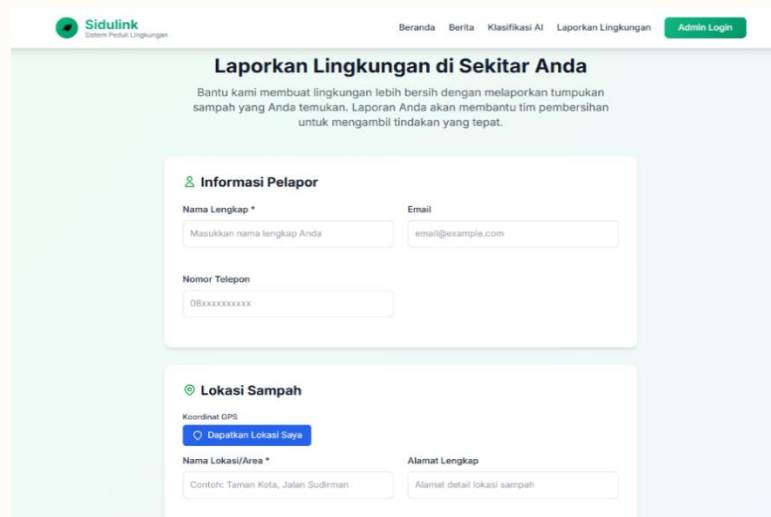 Sidulink
Sistem Peduli Lingkungan
Beranda Berita Klasifikasi AI Laporkan Lingkungan Admin Login
Laporkan Lingkungan di Sekitar Anda
Bantu kami membuat lingkungan lebih bersih dengan melaporkan tumpukan
sampah yang Anda temukan. Laporan Anda akan membantu tim pembersihan
untuk mengambil tindakan yang tepat.
Informasi Pelapor
Nama Lengkap * Email
Masukkan nama lengkap Anda email@example.com
Nomor Telepon
08xxxxxxxxxx
Lokasi Sampah
Koordinat GPS
Dapatkan Lokasi Saya
Nama Lokasi/Area * Alamat Lengkap
Contoh: Taman Kota, Jalan Sudirman Alamat detail lokasi sampah